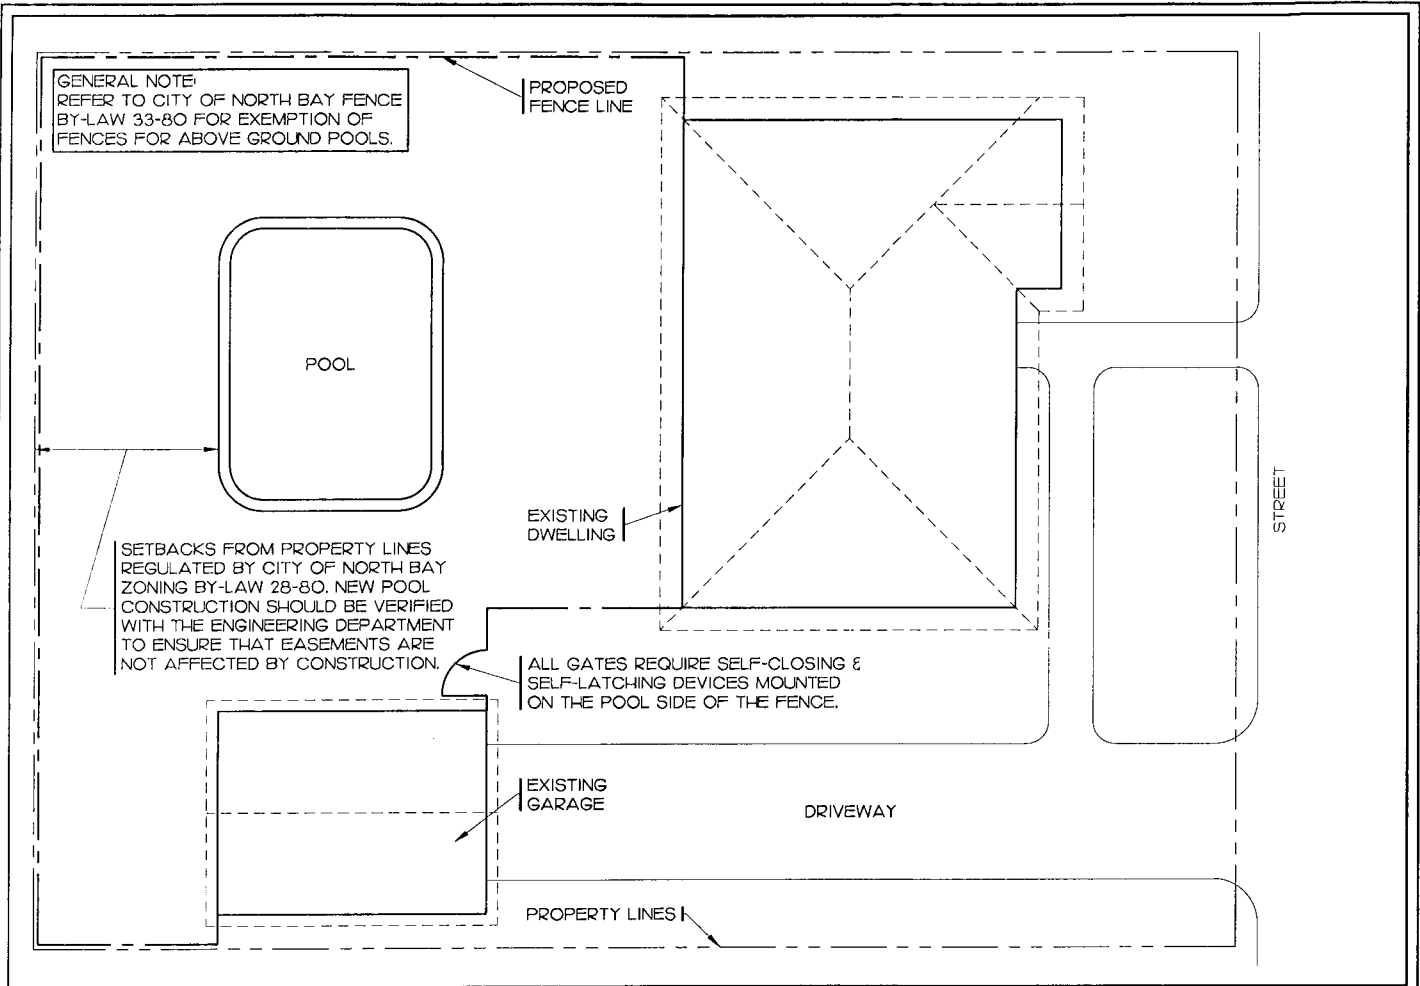 GENERAL NOTE:
REFER TO CITY OF NORTH BAY FENCE
BY-LAW 33-80 FOR EXEMPTION OF
FENCES FOR ABOVE GROUND POOLS.
PROPOSED
FENCE LINE
POOL
EXISTING
DWELLING
STREET
SETBACKS FROM PROPERTY LINES
REGULATED BY CITY OF NORTH BAY
ZONING BY-LAW 28-80. NEW POOL
CONSTRUCTION SHOULD BE VERIFIED
WITH THE ENGINEERING DEPARTMENT
TO ENSURE THAT EASEMENTS ARE
NOT AFFECTED BY CONSTRUCTION.
ALL GATES REQUIRE SELF-CLOSING &
SELF-LATCHING DEVICES MOUNTED
ON THE POOL SIDE OF THE FENCE.
EXISTING
GARAGE
DRIVEWAY
PROPERTY LINES